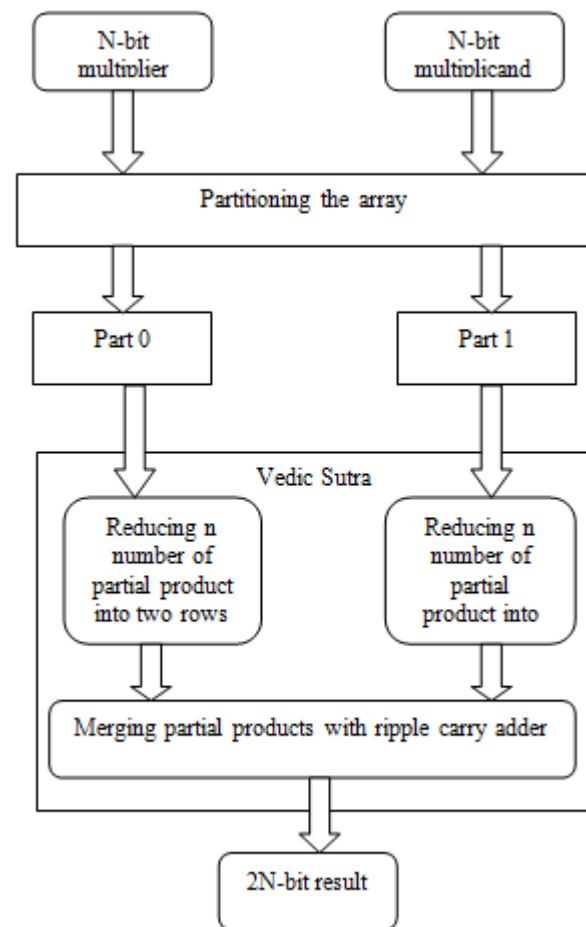 N-bit
multiplier
N-bit
multiplicand
Partitioning the array
Part 0
Part 1
Vedic Sutra
Reducing n
number of
partial product
into two rows
Reducing n
number of
partial
product into
Merging partial products with ripple carry adder
2N-bit result